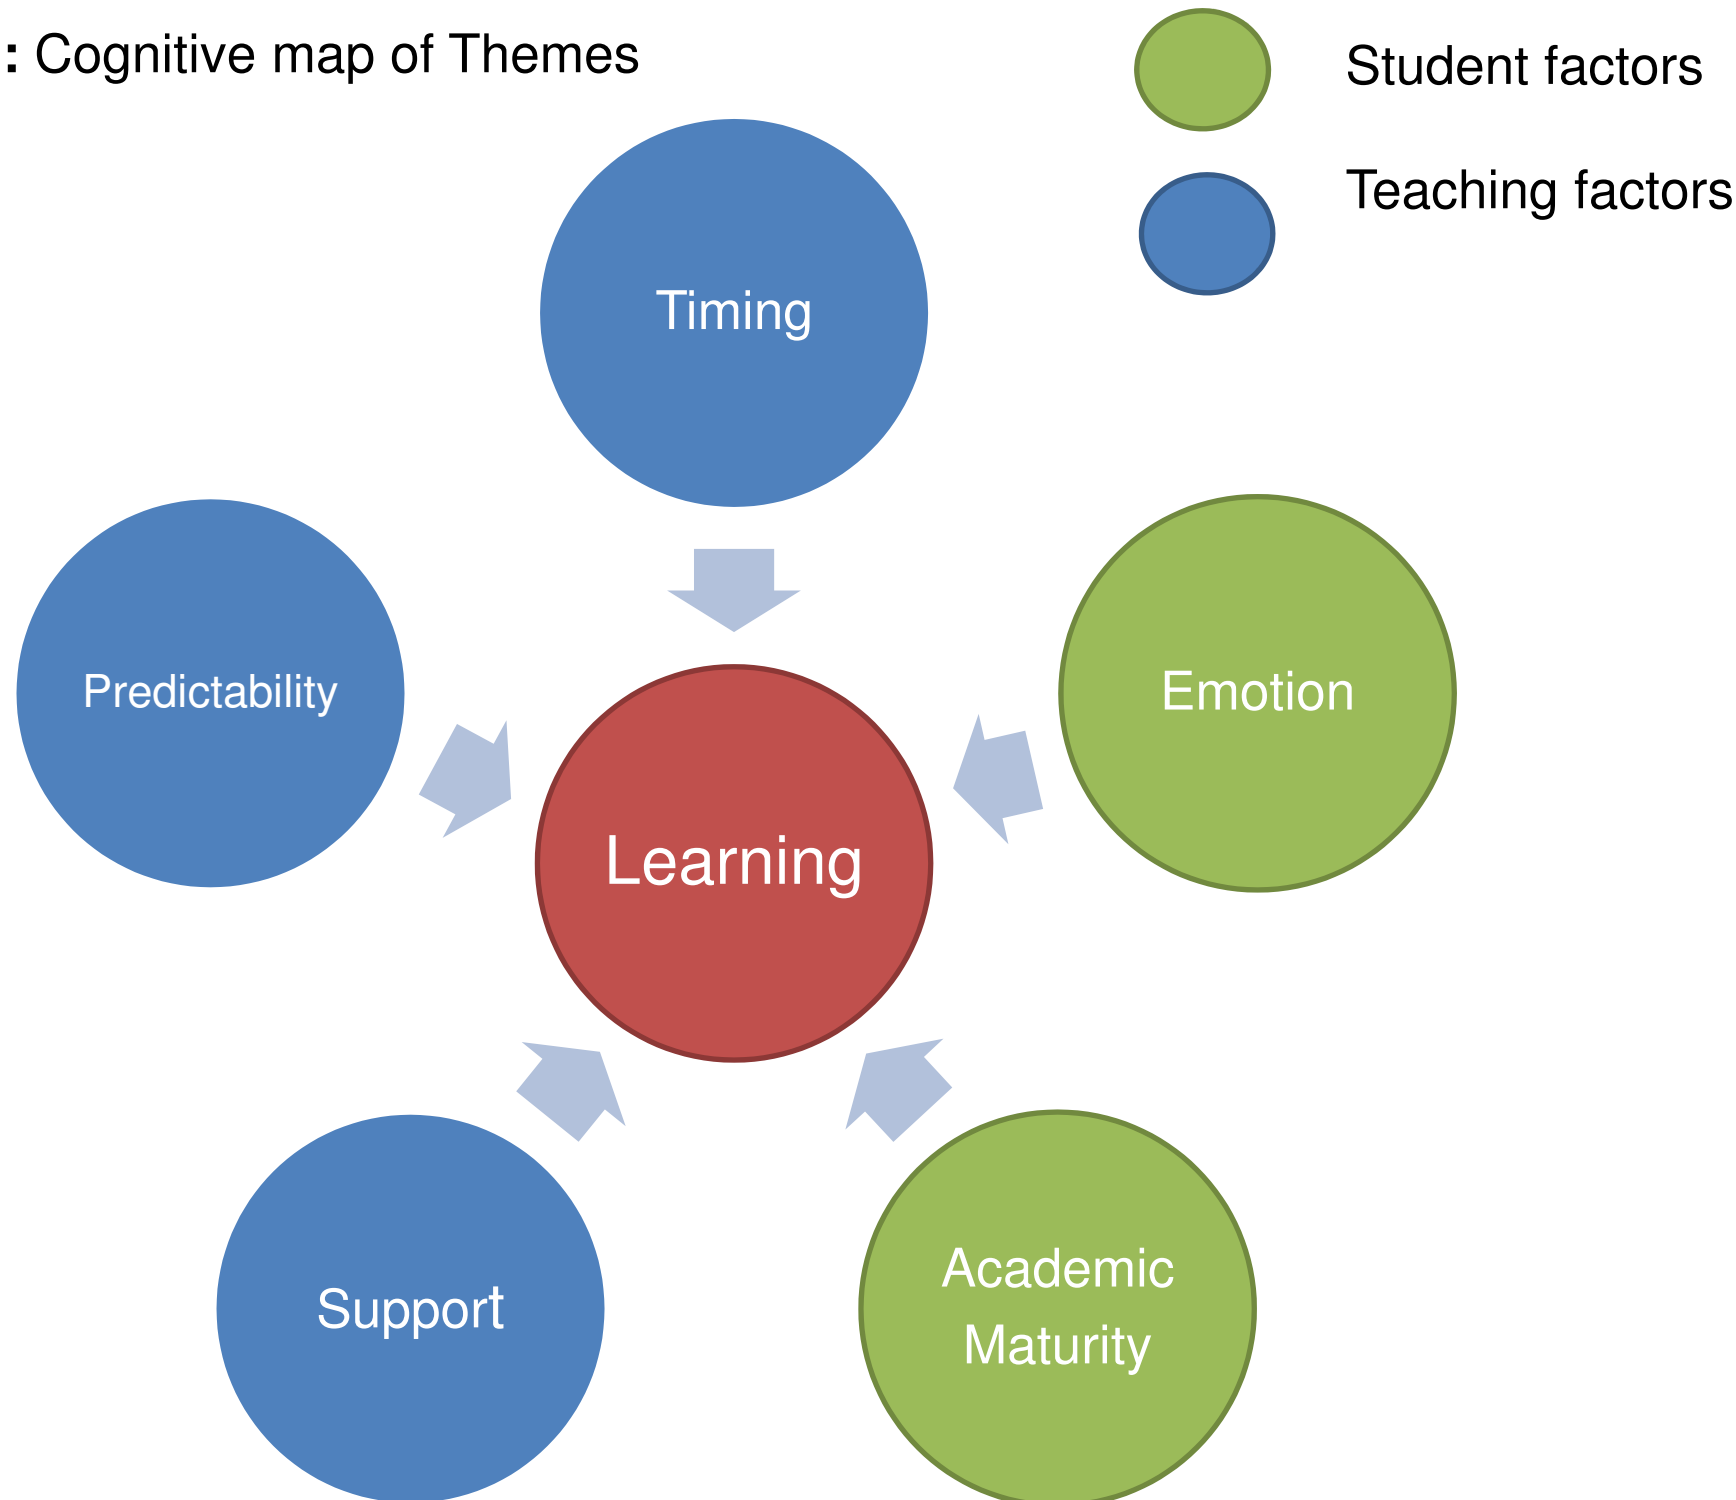 : Cognitive map of Themes
Student factors
Teaching factors
Timing
Predictability
Emotion
Learning
Support
Academic
Maturity